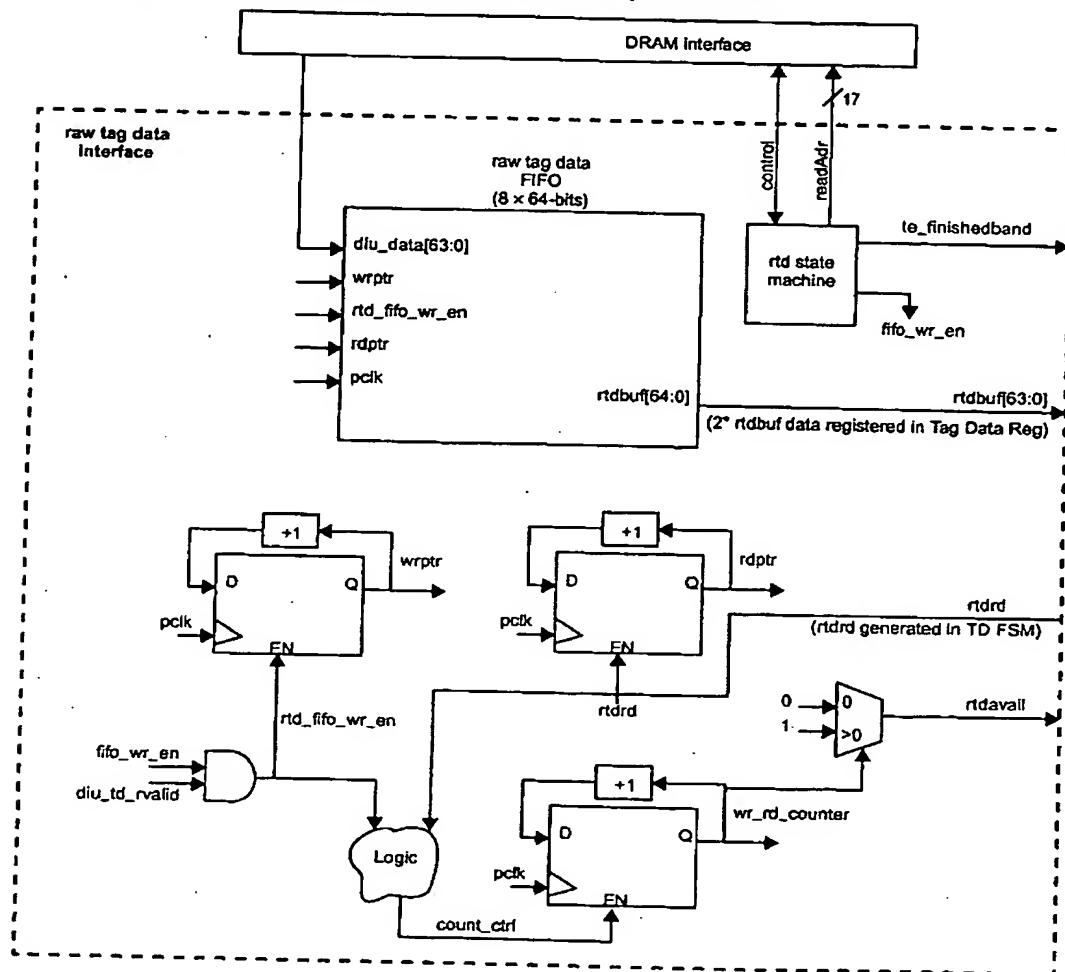 DRAM interface
17
raw tag data
interface
control
readAdr
raw tag data
FIFO
(8 × 64-bits)
diu_data[63:0]
wrptr
rtd_fifo_wr_en
rdptr
pclk
rtdbuf[64:0]
rtd state
machine
te_finishedband
fifo_wr_en
rtdbuf[63:0]
(2* rtdbuf data registered in Tag Data Reg)
+1
wrptr
D
Q
pclk
EN
rtd_fifo_wr_en
+1
rdptr
D
Q
pclk
EN
rtdrd
rtdrd
(rtdrd generated in TD FSM)
0
0
1
>0
rtdavail
fifo_wr_en
diu_td_rvalid
Logic
count_ctrl
+1
wr_rd_counter
D
Q
pclk
EN